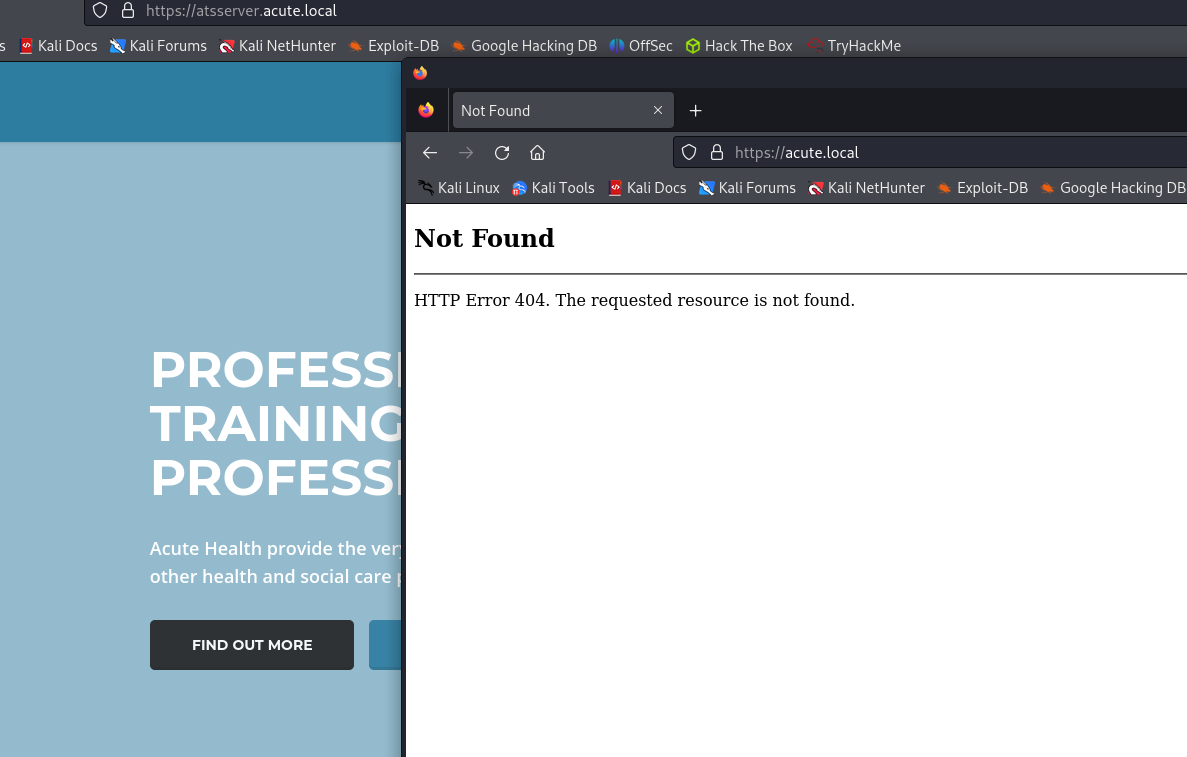 https://atsserver.acute.local
s Kali Docs Kali Forums Kali NetHunter Exploit-DB Google Hacking DB OffSec Hack The Box TryHackMe
Not Found
https://acute.local
Kali Linux Kali Tools Kali Docs Kali Forums Kali NetHunter Exploit-DB Google Hacking DB
Not Found
HTTP Error 404. The requested resource is not found.
PROFESSI
TRAINING
PROFESSI
Acute Health provide the very
other health and social care p
FIND OUT MORE